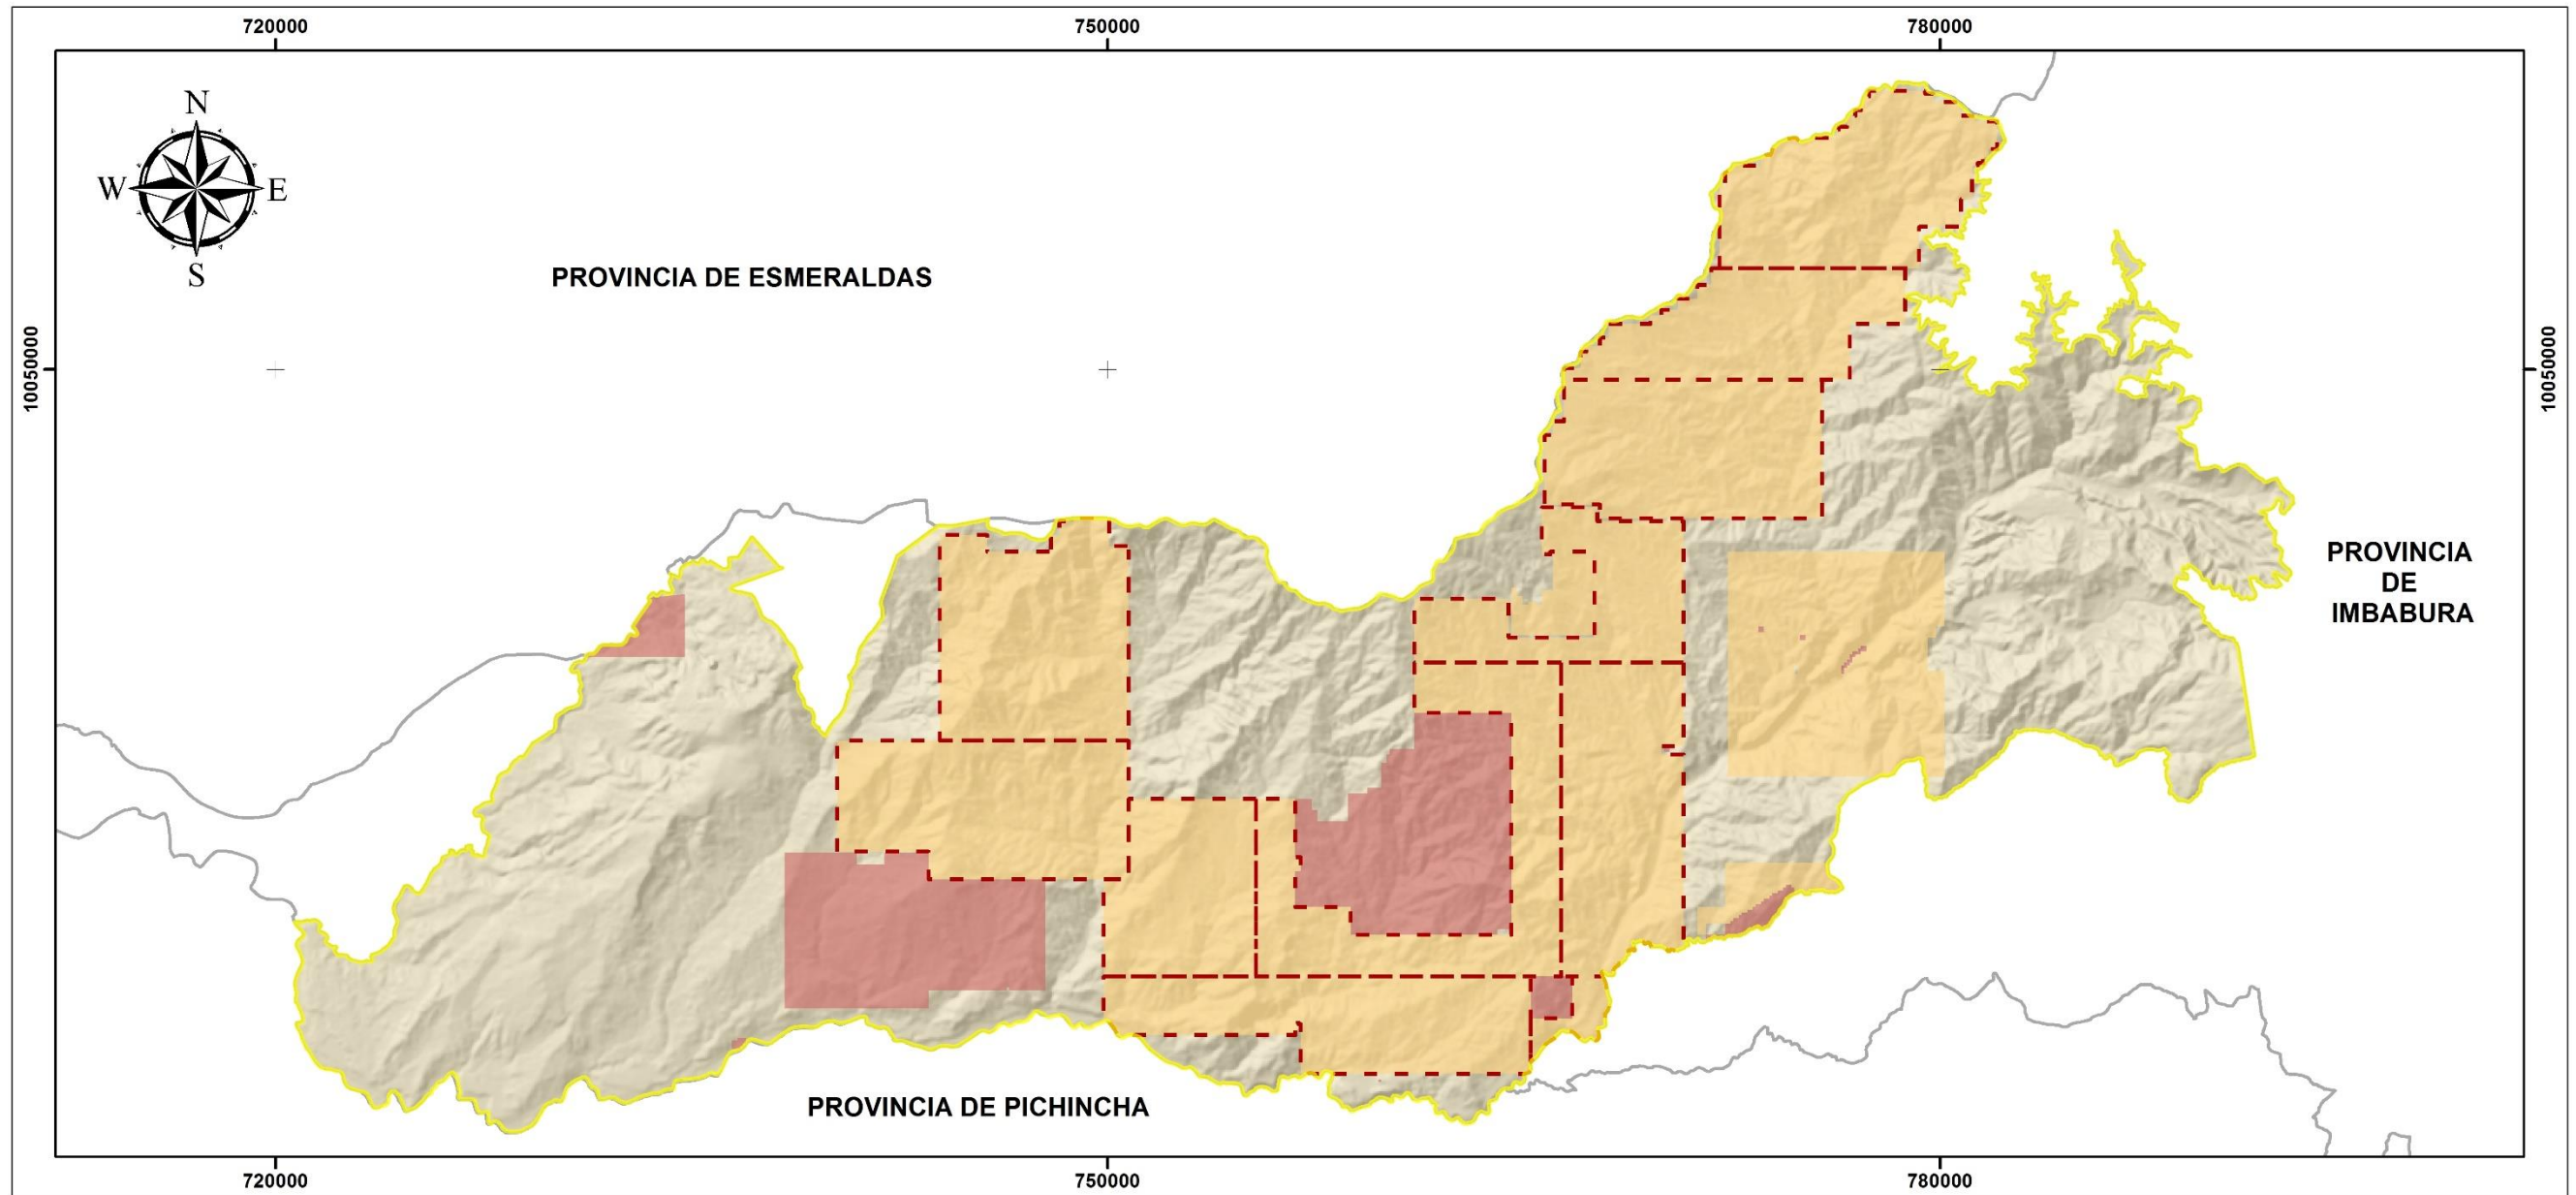 720000
750000
780000
N
W
E
S
PROVINCIA DE ESMERALDAS
10050000
10050000
PROVINCIA
DE
IMBABURA
PROVINCIA DE PICHINCHA
720000
750000
780000